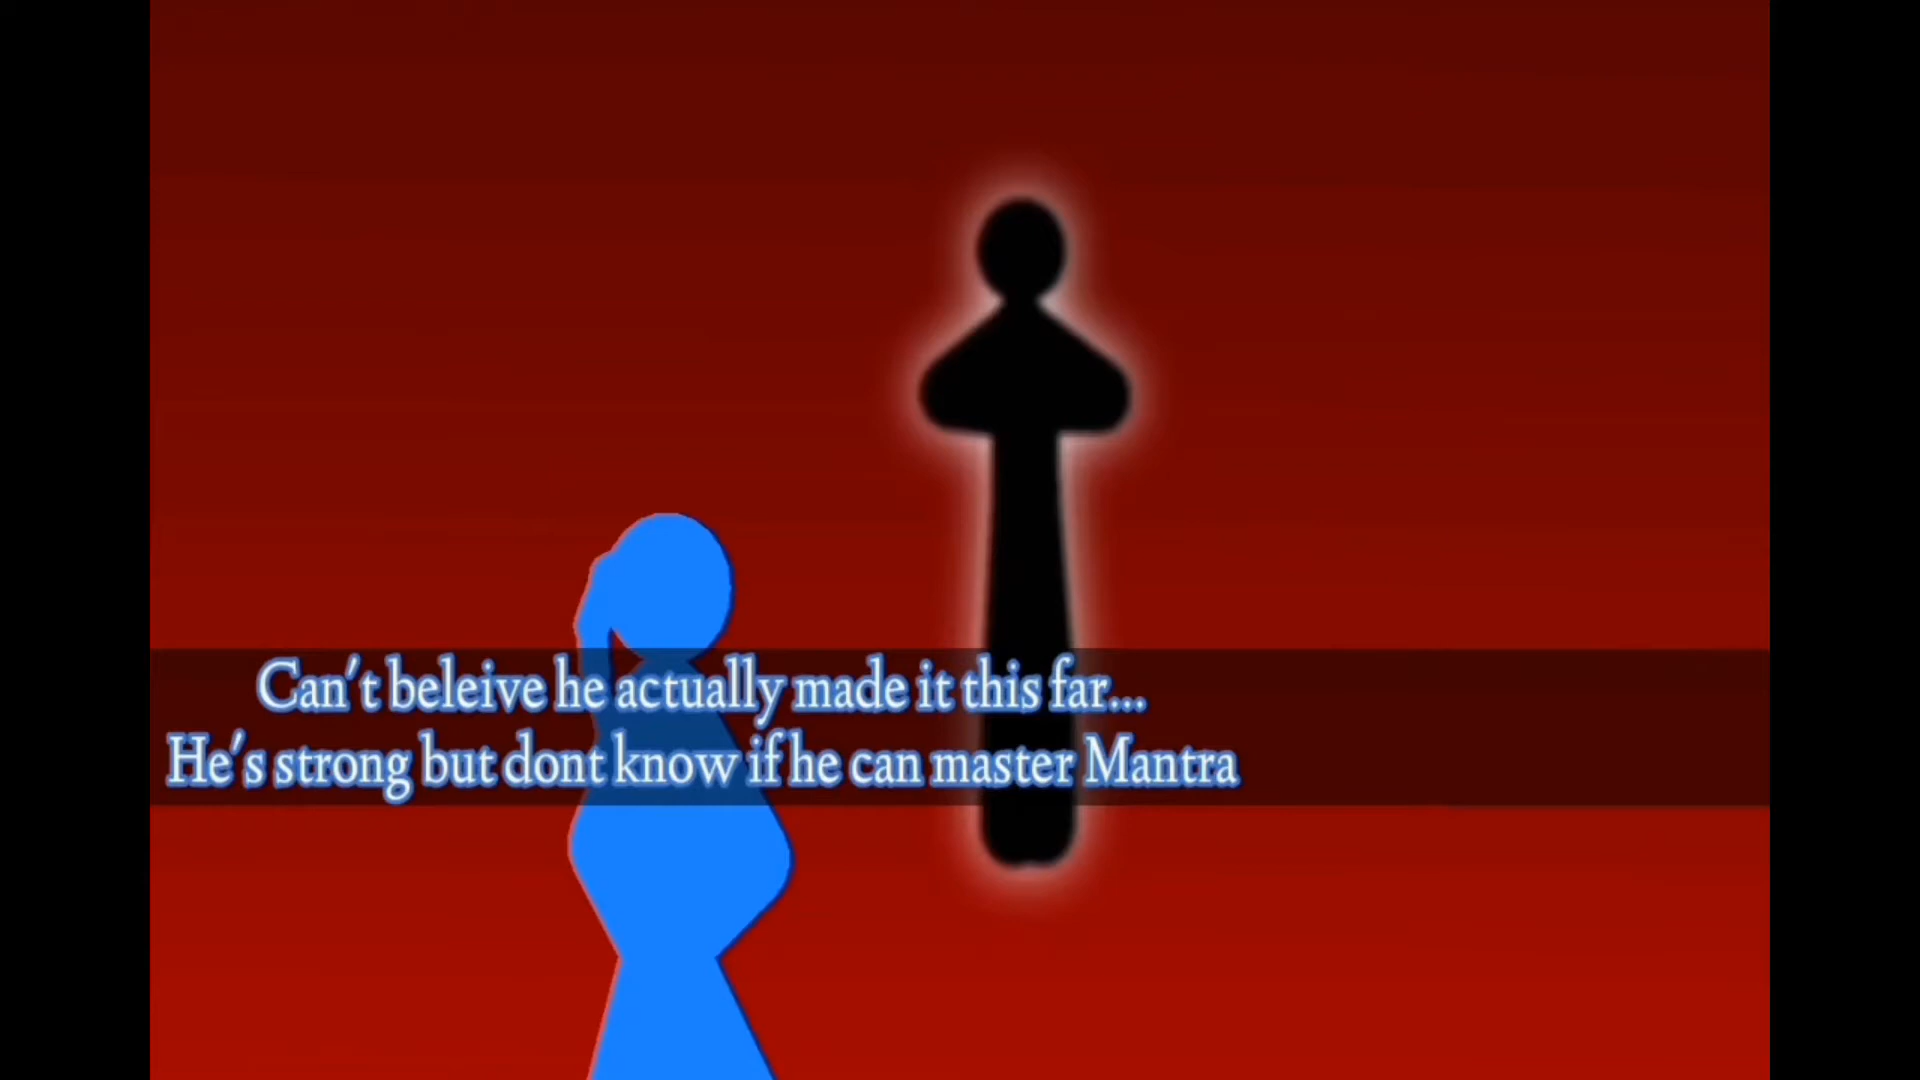 Can't beleive he actually made it this far...
He's strong but dont know if he can master Mantra